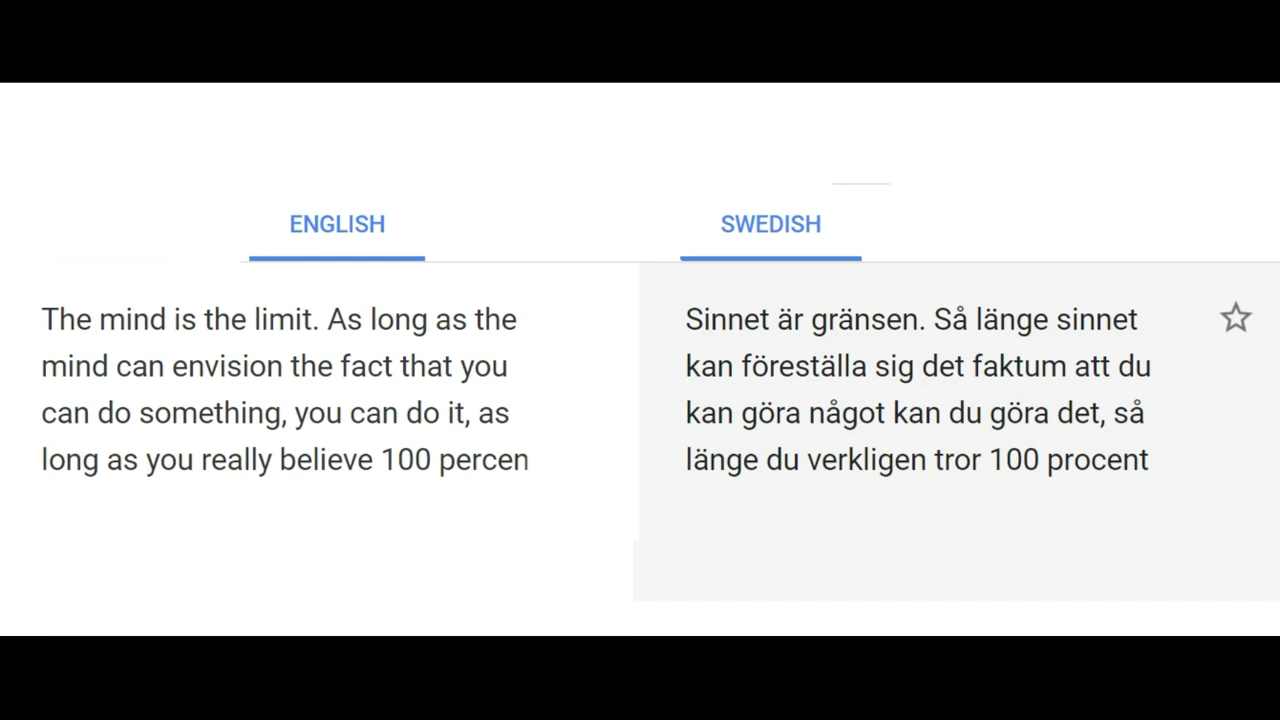 ENGLISH
SWEDISH
The mind is the limit. As long as the
mind can envision the fact that you
can do something, you can do it, as
long as you really believe 100 percen
Sinnet är gränsen. Så länge sinnet
kan föreställa sig det faktum att du
kan göra något kan du göra det, så
länge du verkligen tror 100 procent